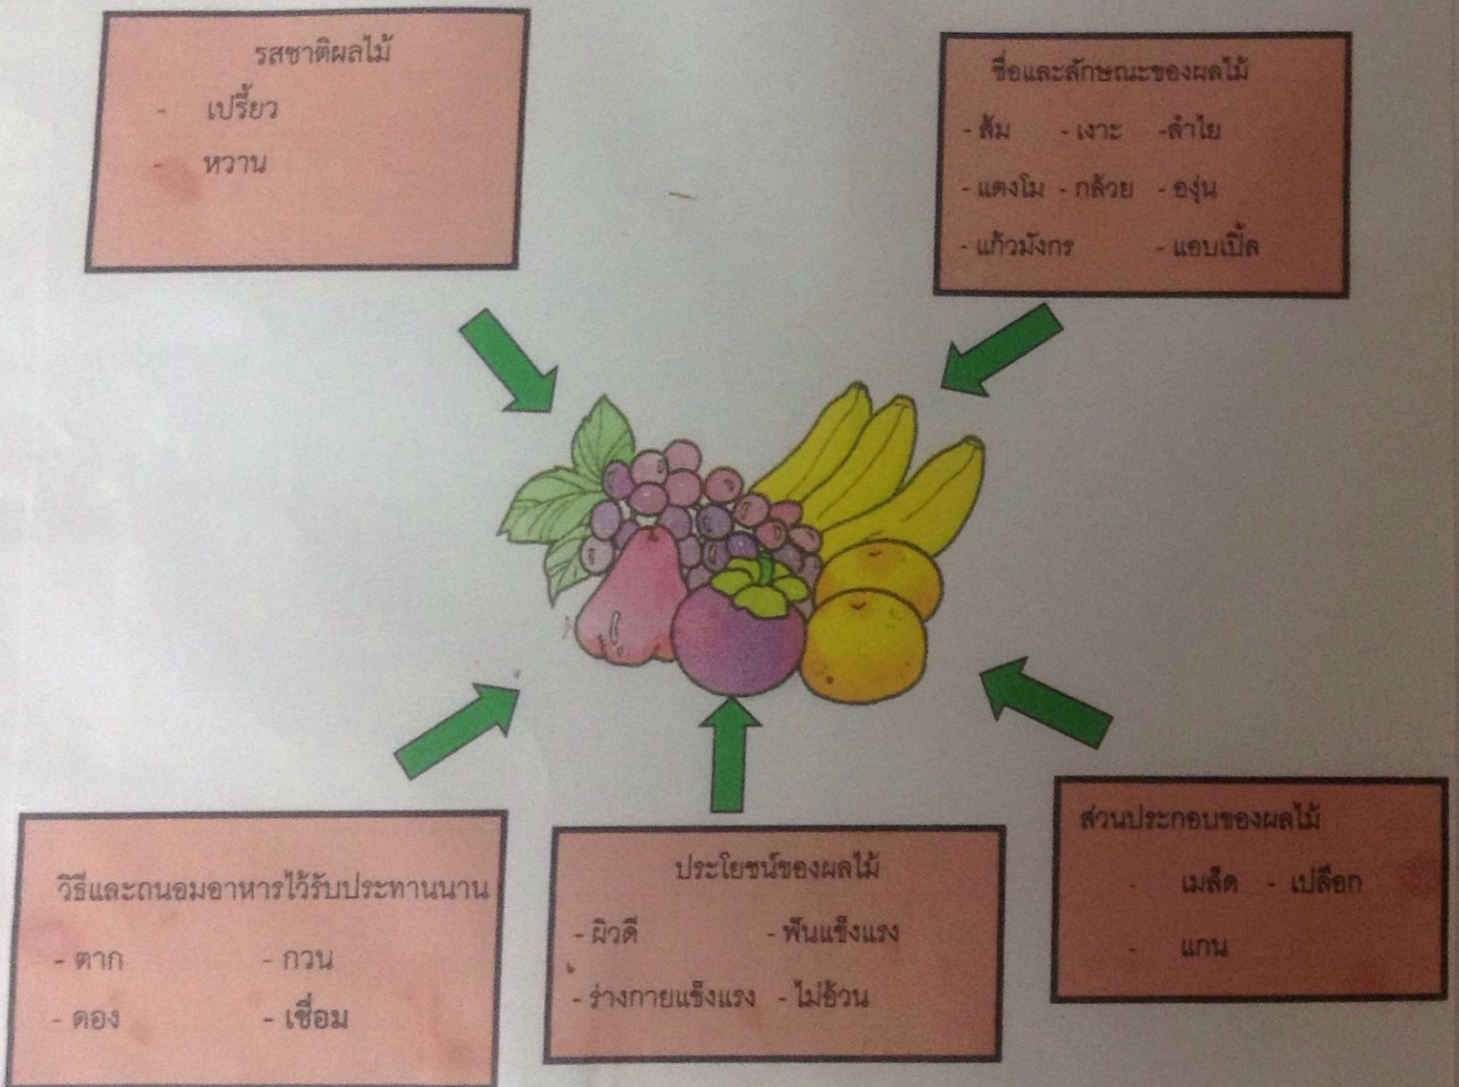 รสชาติผลไม้
- เปรี้ยว
- หวาน
ชื่อและลักษณะของผลไม้
- ส้ม - เงาะ -ลำไย
- แตงโม - กล้วย - องุ่น
- แก้วมังกร - แอบเปิ้ล
วิธีและถนอมอาหารไว้รับประทานนาน
- ตาก - กวน
- ดอง - เชื่อม
ประโยชน์ของผลไม้
- ผิวดี - ฟันแข็งแรง
- ร่างกายแข็งแรง - ไม่อ้วน
ส่วนประกอบของผลไม้
- เมล็ด - เปลือก
- แกน